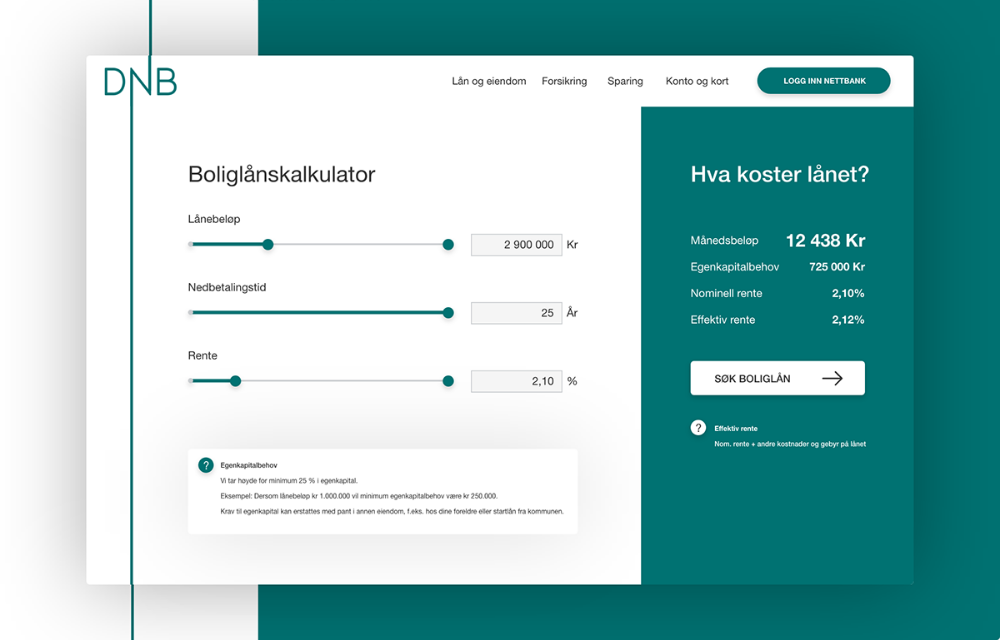 DNB
Lån og eiendom Forsikring Sparing Konto og kort LOGG INN NETTBANK
Boliglånskalkulator
Lånebeløp
2 900 000 Kr
Nedbetalingstid
25 År
Rente
2,10 %
? Egenkapitalbehov
Vi tar høyde for minimum 25 % i egenkapital.
Eksempel: Dersom lånebeløp kr 1.000.000 vil minimum egenkapitalbehov være kr 250.000.
Krav til egenkapital kan erstattes med pant i annen eiendom, f.eks. hos dine foreldre eller startlån fra kommunen.
Hva koster lånet?
Månedsbeløp 12 438 Kr
Egenkapitalbehov 725 000 Kr
Nominell rente 2,10%
Effektiv rente 2,12%
SØK BOLIGLÅN
? Effektiv rente
Nom. rente + andre kostnader og gebyr på lånet